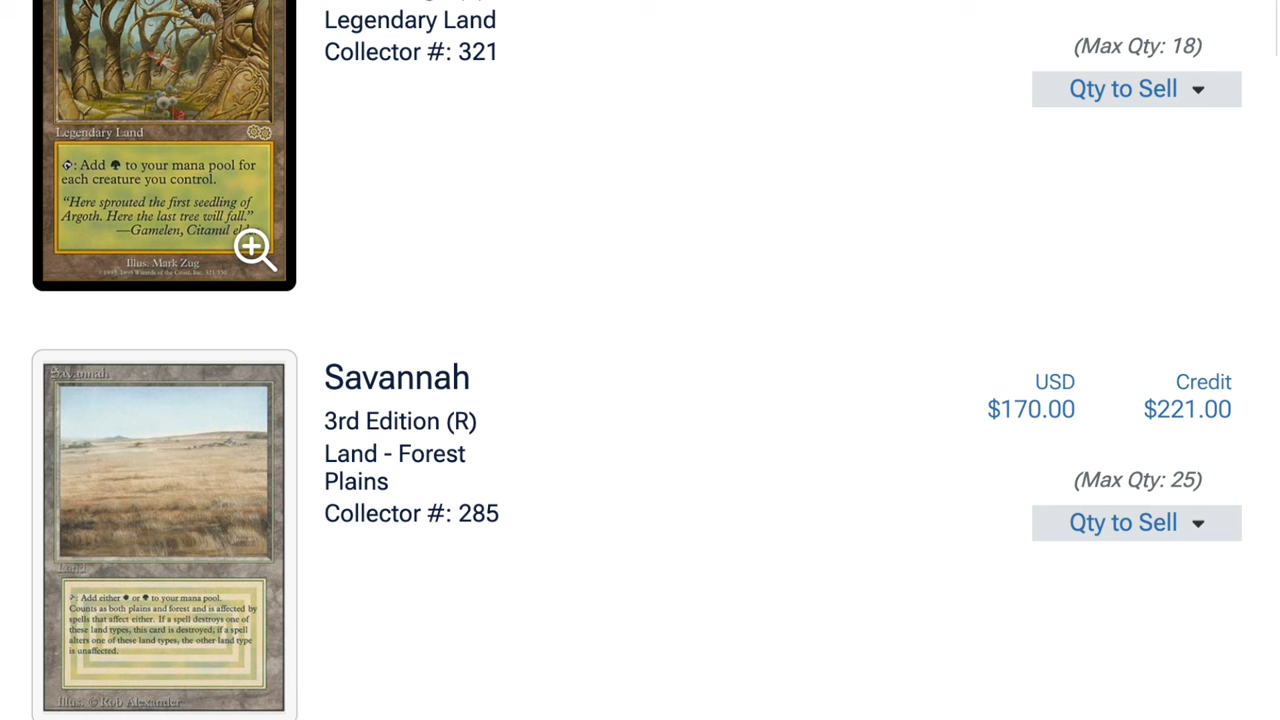 Legendary Land
Collector #: 321
(Max Qty: 18)
Qty to Sell
Legendary Land
: Add to your mana pool for
each creature you control.
“Here sprouted the first seedling of
Argoth. Here the last tree will fall.”
—Gamelen, Citanul
Illus. Mark Zug
Savannah
3rd Edition (R)
Land - Forest
Plains
Collector #: 285
USD
$170.00
Credit
$221.00
(Max Qty: 25)
Qty to Sell
Savannah
Land
: Add either or to your mana pool.
Counts as both plains and forest and is affected by
spells that affect either. If a spell destroys one of
these land types, this card is destroyed; if a spell
alters one of these land types, the other land type
is unaffected.
Illus. © Rob Alexander